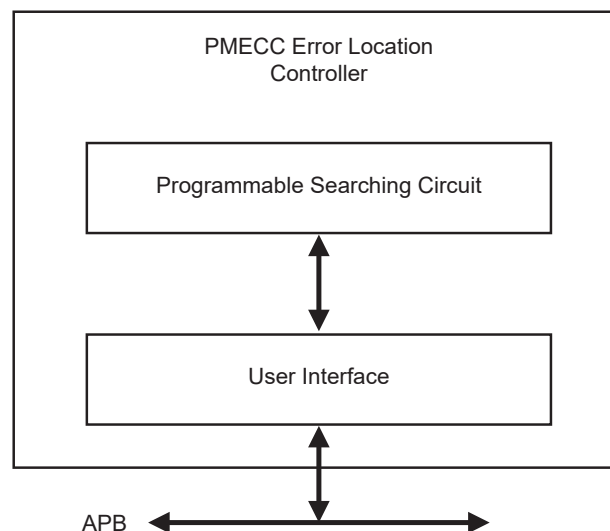 PMECC Error Location
Controller
Programmable Searching Circuit
User Interface
APB